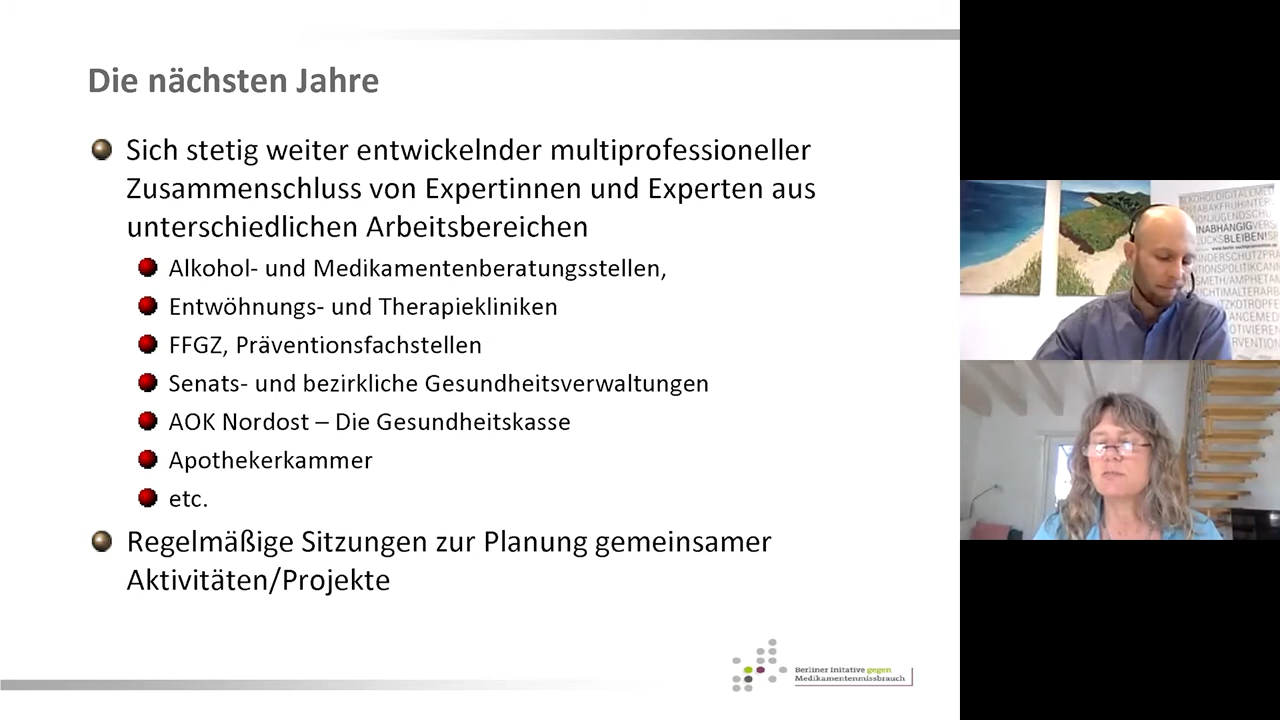 Die nächsten Jahre
Sich stetig weiter entwickelnder multiprofessioneller
Zusammenschluss von Expertinnen und Experten aus
unterschiedlichen Arbeitsbereichen
Alkohol- und Medikamentenberatungsstellen,
Entwöhnungs- und Therapiekliniken
FFGZ, Präventionsfachstellen
Senats- und bezirkliche Gesundheitsverwaltungen
AOK Nordost – Die Gesundheitskasse
Apothekerkammer
etc.
Regelmäßige Sitzungen zur Planung gemeinsamer
Aktivitäten/Projekte
Berliner Initative gegen
Medikamentenmissbrauch